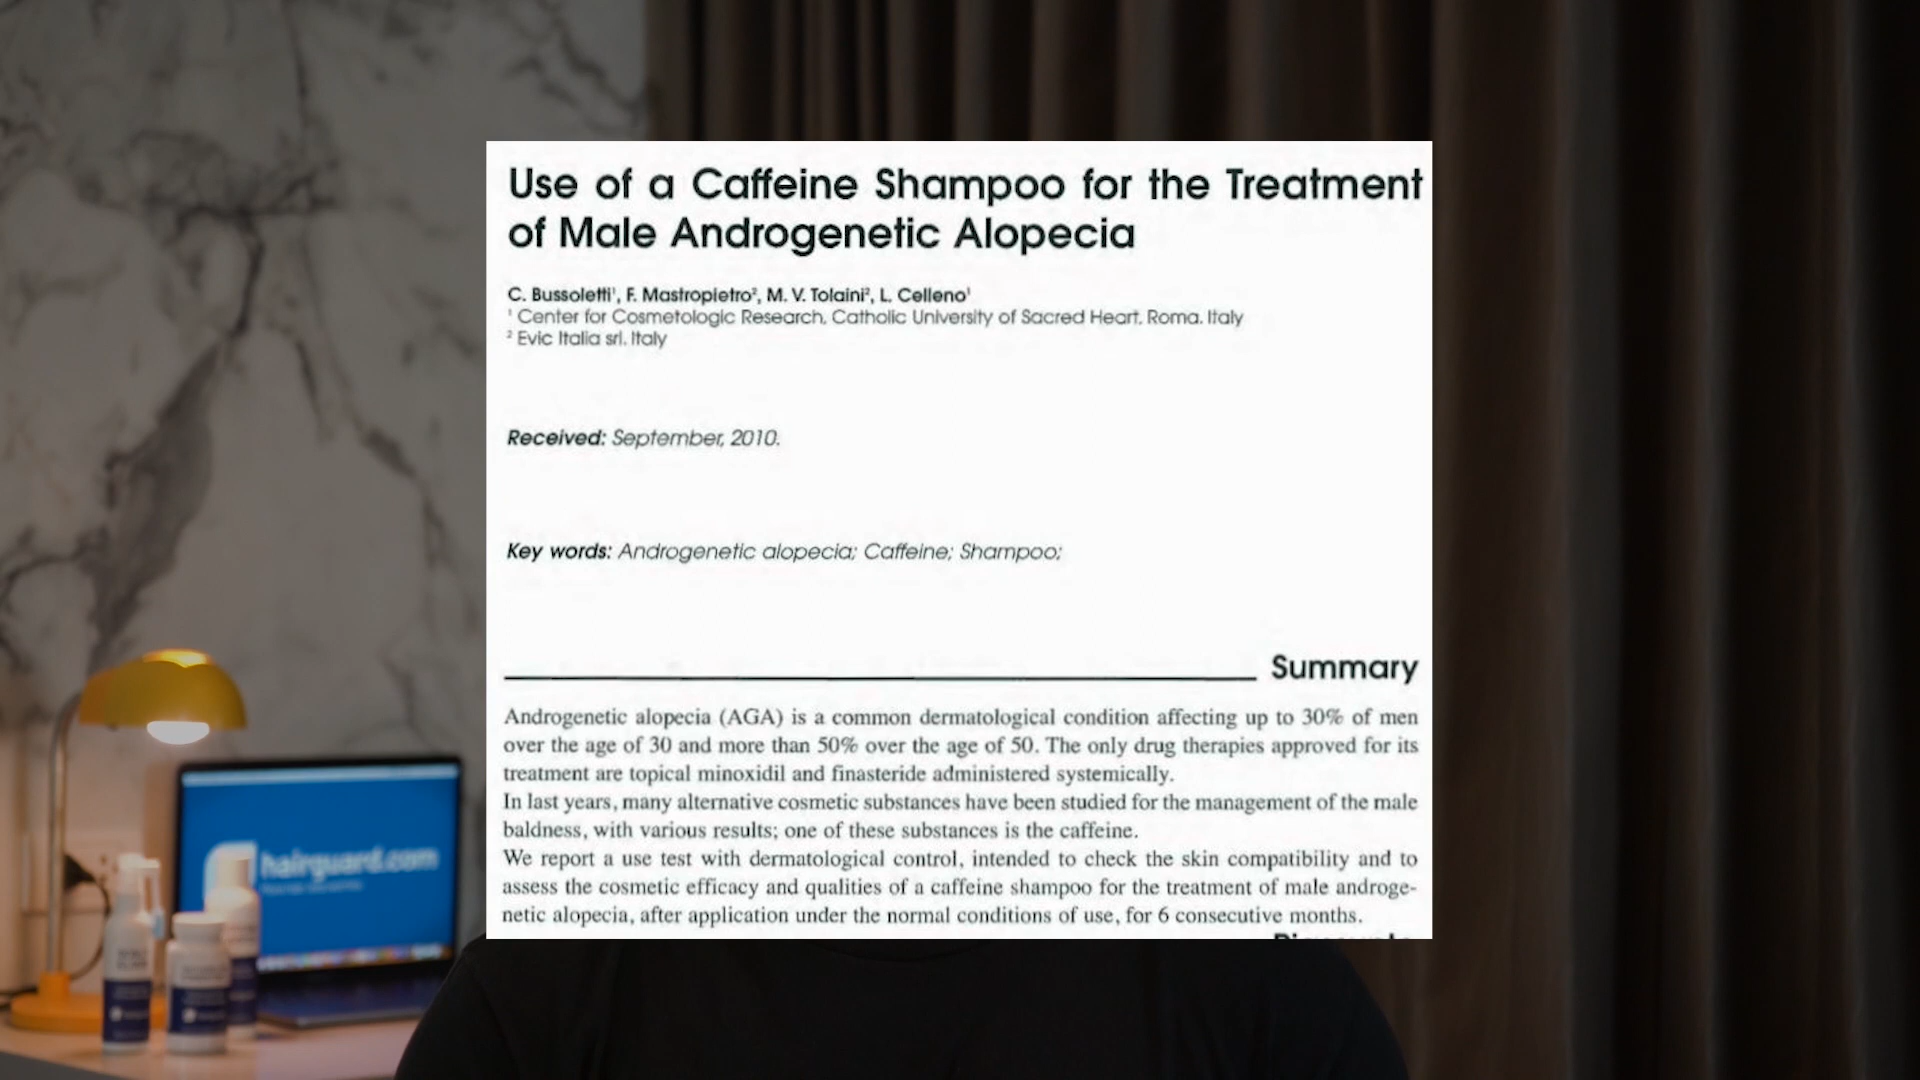 Use of a Caffeine Shampoo for the Treatment
of Male Androgenetic Alopecia
C. Bussoletti¹, F. Mastropietro², M. V. Tolaini², L. Celleno¹
¹ Center for Cosmetologic Research, Catholic University of Sacred Heart, Roma, Italy
² Evic Italia srl, Italy
Received: September, 2010.
Key words: Androgenetic alopecia; Caffeine; Shampoo;
Summary
Androgenetic alopecia (AGA) is a common dermatological condition affecting up to 30% of men
over the age of 30 and more than 50% over the age of 50. The only drug therapies approved for its
treatment are topical minoxidil and finasteride administered systemically.
In last years, many alternative cosmetic substances have been studied for the management of the male
baldness, with various results; one of these substances is the caffeine.
We report a use test with dermatological control, intended to check the skin compatibility and to
assess the cosmetic efficacy and qualities of a caffeine shampoo for the treatment of male androge-
netic alopecia, after application under the normal conditions of use, for 6 consecutive months.
hairguard.com